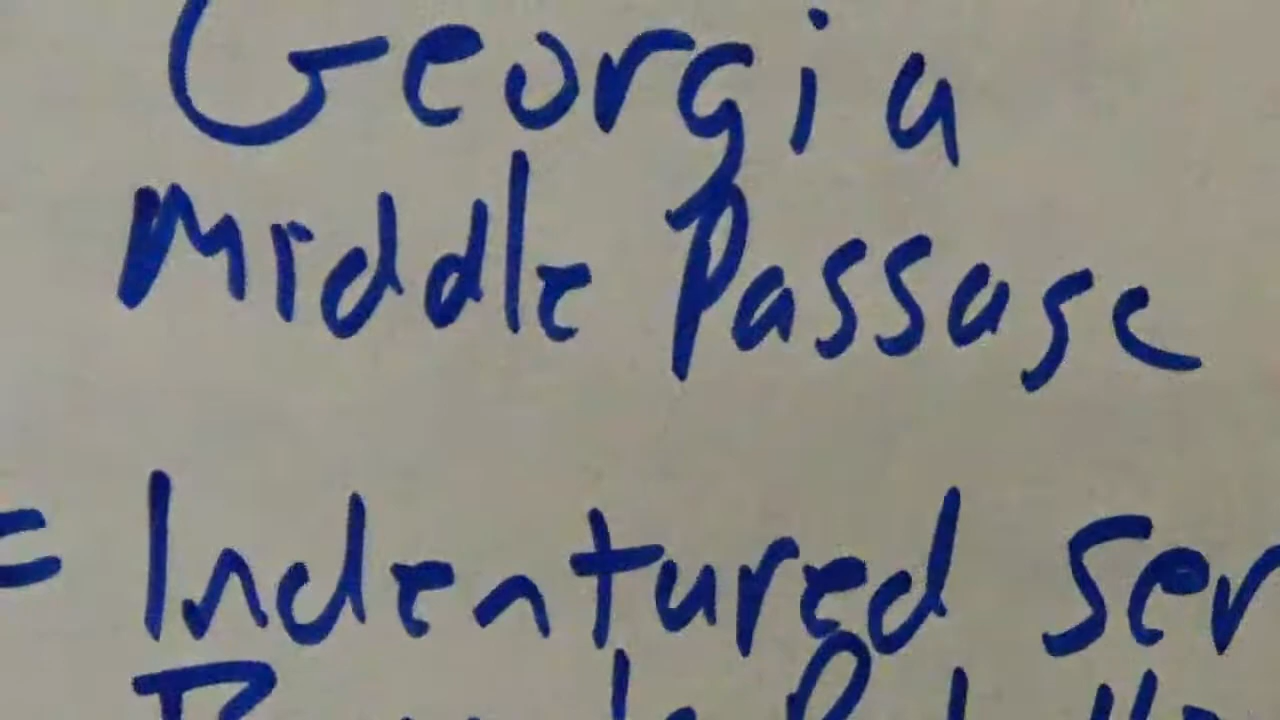 Georgia
Middle Passage
= Indentured Ser